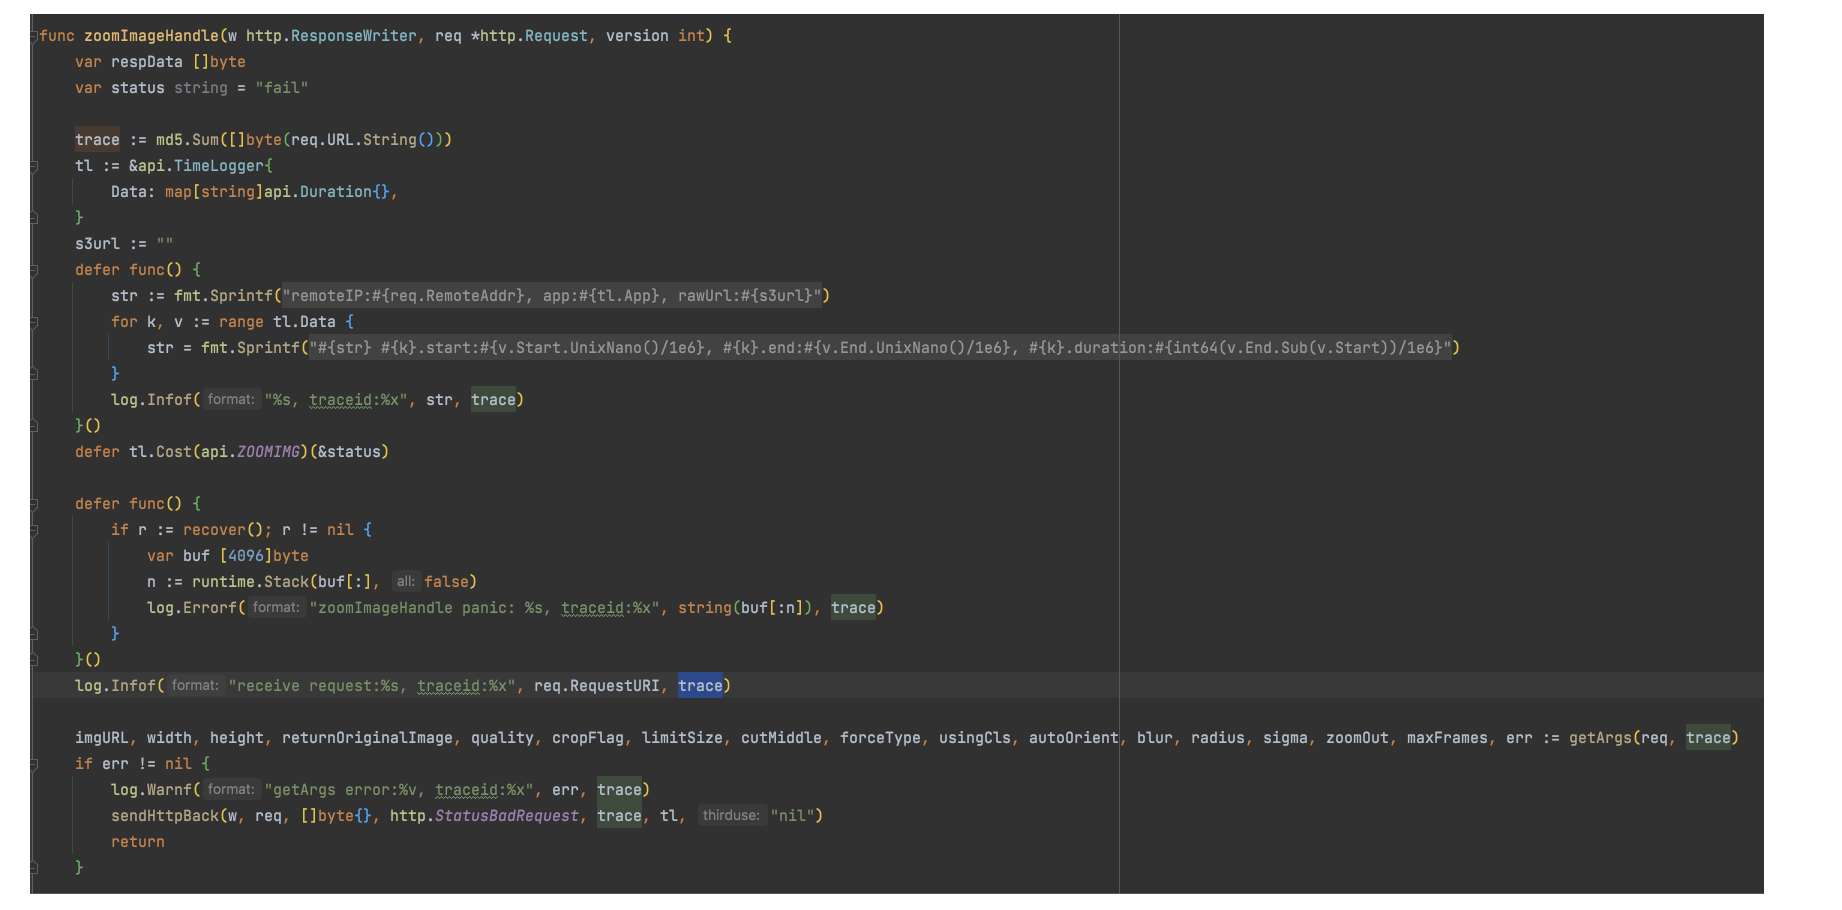 func zoomImageHandle(w http.ResponseWriter, req *http.Request, version int) {
var respData []byte
var status string = "fail"
trace := md5.Sum([]byte(req.URL.String()))
tl := &api.TimeLogger{
Data: map[string]api.Duration{},
}
s3url := ""
defer func() {
str := fmt.Sprintf("remoteIP:#{req.RemoteAddr}, app:#{tl.App}, rawUrl:#{s3url}")
for k, v := range tl.Data {
str = fmt.Sprintf("#{str} #{k}.start:#{v.Start.UnixNano()/1e6}, #{k}.end:#{v.End.UnixNano()/1e6}, #{k}.duration:#{int64(v.End.Sub(v.Start))/1e6}")
}
log.Infof( format: "%s, traceid:%x", str, trace)
}()
defer tl.Cost(api.ZOOMIMG)(&status)
defer func() {
if r := recover(); r != nil {
var buf [4096]byte
n := runtime.Stack(buf[:], all: false)
log.Errorf( format: "zoomImageHandle panic: %s, traceid:%x", string(buf[:n]), trace)
}
}()
log.Infof( format: "receive request:%s, traceid:%x", req.RequestURI, trace)
imgURL, width, height, returnOriginalImage, quality, cropFlag, limitSize, cutMiddle, forceType, usingCls, autoOrient, blur, radius, sigma, zoomOut, maxFrames, err := getArgs(req, trace)
if err != nil {
log.Warnf( format: "getArgs error:%v, traceid:%x", err, trace)
sendHttpBack(w, req, []byte{}, http.StatusBadRequest, trace, tl, thirduse: "nil")
return
}